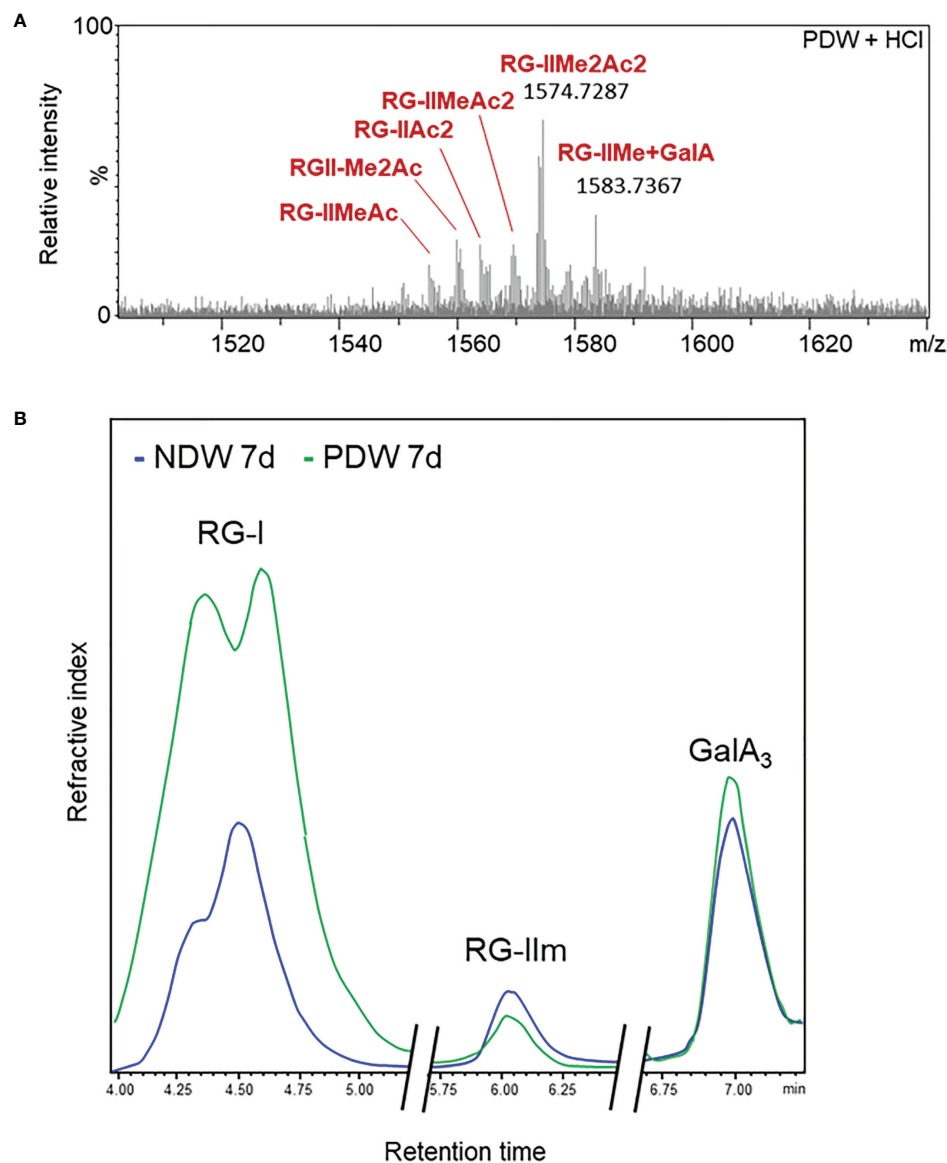 A
100
PDW + HCl
RG-IIMe2Ac2
1574.7287
RG-IIMeAc2
RG-IIAc2
RG-IIMe+GalA
1583.7367
RGII-Me2Ac
RG-IIMeAc
Relative intensity
%
0
1520 1540 1560 1580 1600 1620 m/z
B
- NDW 7d - PDW 7d
RG-I
GalA3
RG-IIm
Refractive index
4.00 4.25 4.50 4.75 5.00 5.75 6.00 6.25 6.75 7.00 min
Retention time